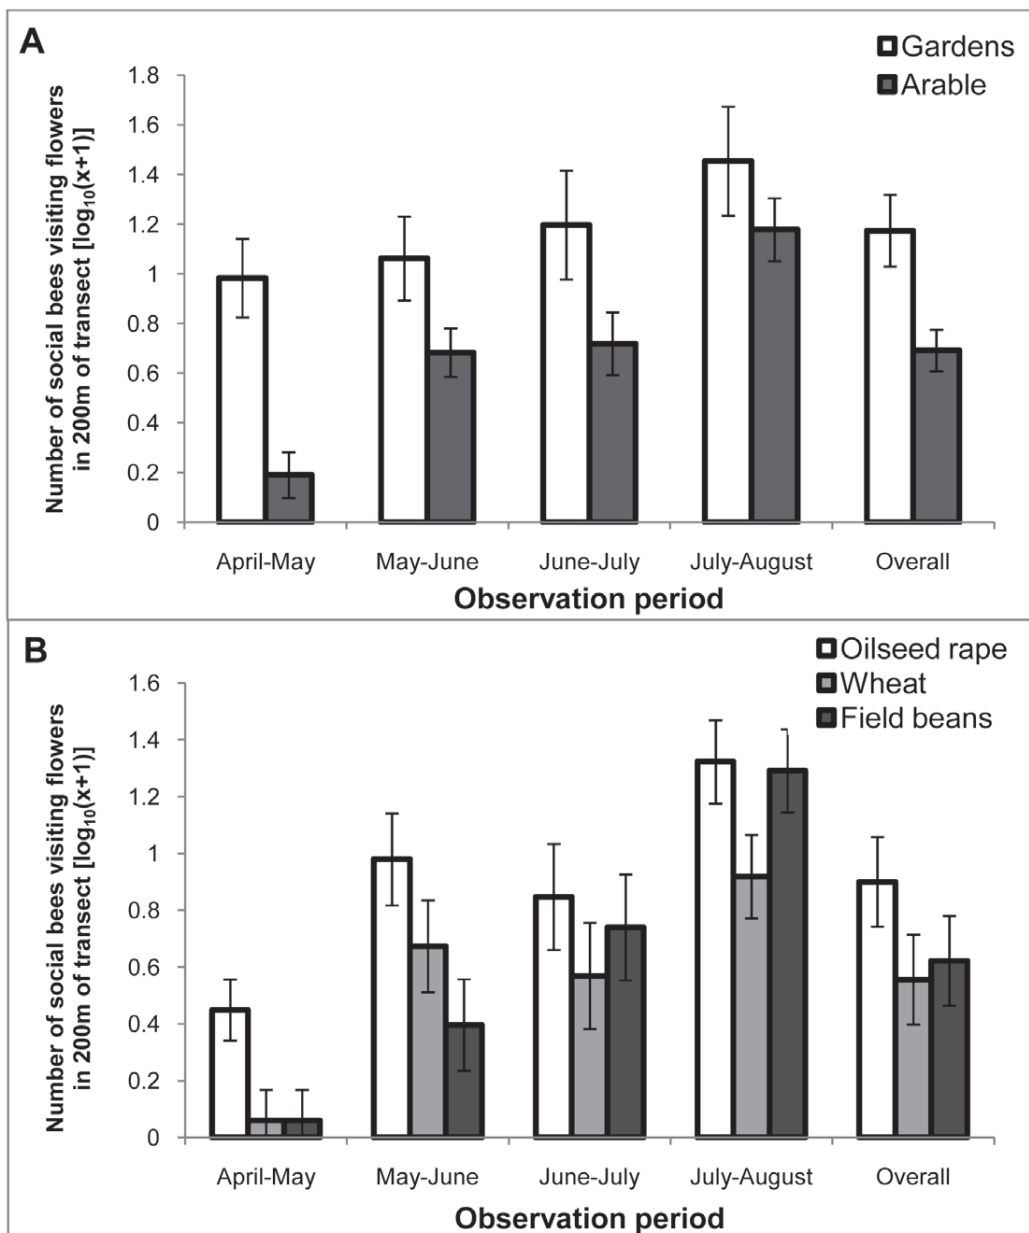 A
Gardens
Arable
Number of social bees visiting flowers
in 200m of transect [log₁₀(x+1)]
1.8
1.6
1.4
1.2
1
0.8
0.6
0.4
0.2
0
April-May May-June June-July July-August Overall
Observation period
B
Oilseed rape
Wheat
Field beans
Number of social bees visiting flowers
in 200m of transect [log₁₀(x+1)]
1.6
1.4
1.2
1
0.8
0.6
0.4
0.2
0
April-May May-June June-July July-August Overall
Observation period